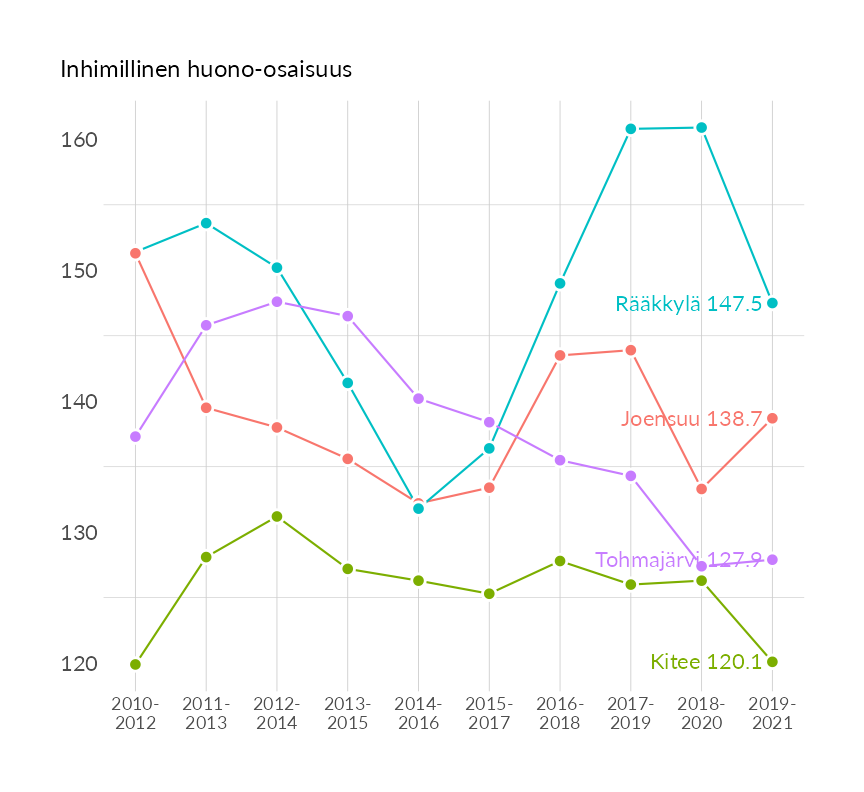 Inhimillinen huono-osaisuus
160
150
140
130
120
Rääkkylä 147.5
Joensuu 138.7
Tohmajärvi 127.9
Kitee 120.1
2010- 2011- 2012- 2013- 2014- 2015- 2016- 2017- 2018- 2019-
2012 2013 2014 2015 2016 2017 2018 2019 2020 2021